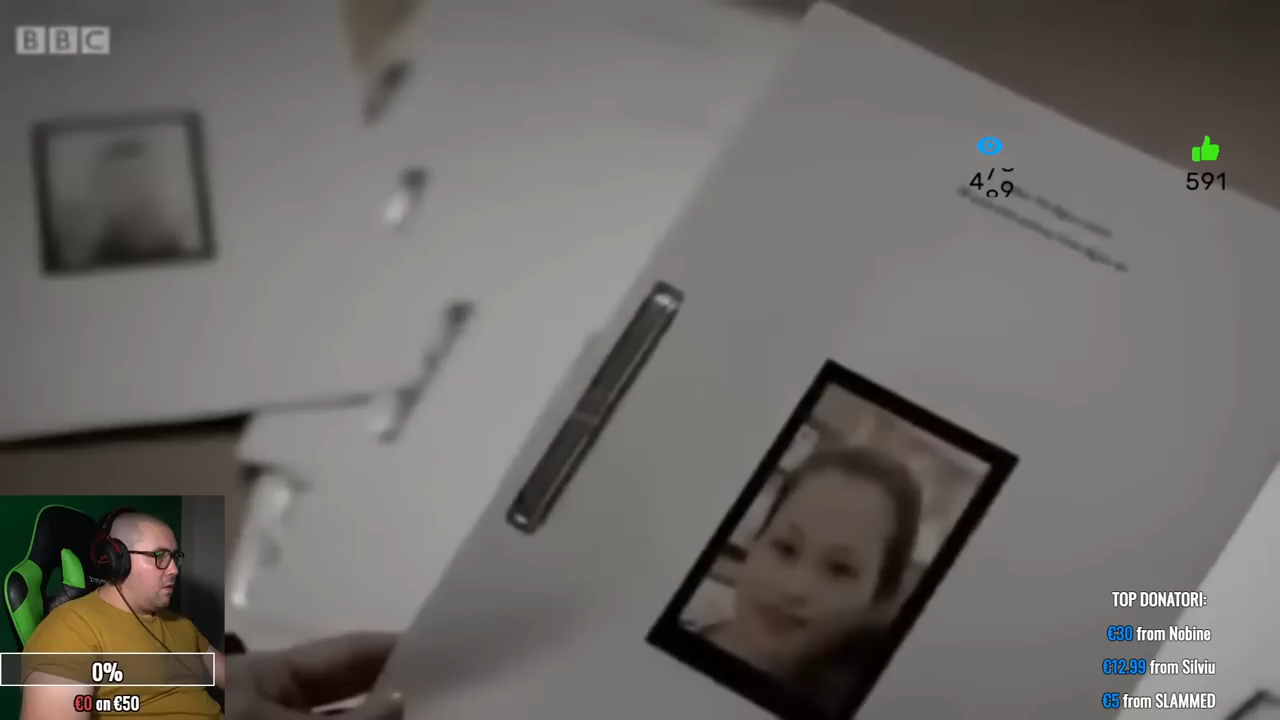 BBC
591
0%
€0 on €50
TOP DONATORI:
€30 from Nobine
€12.99 from Silviu
€5 from SLAMMED